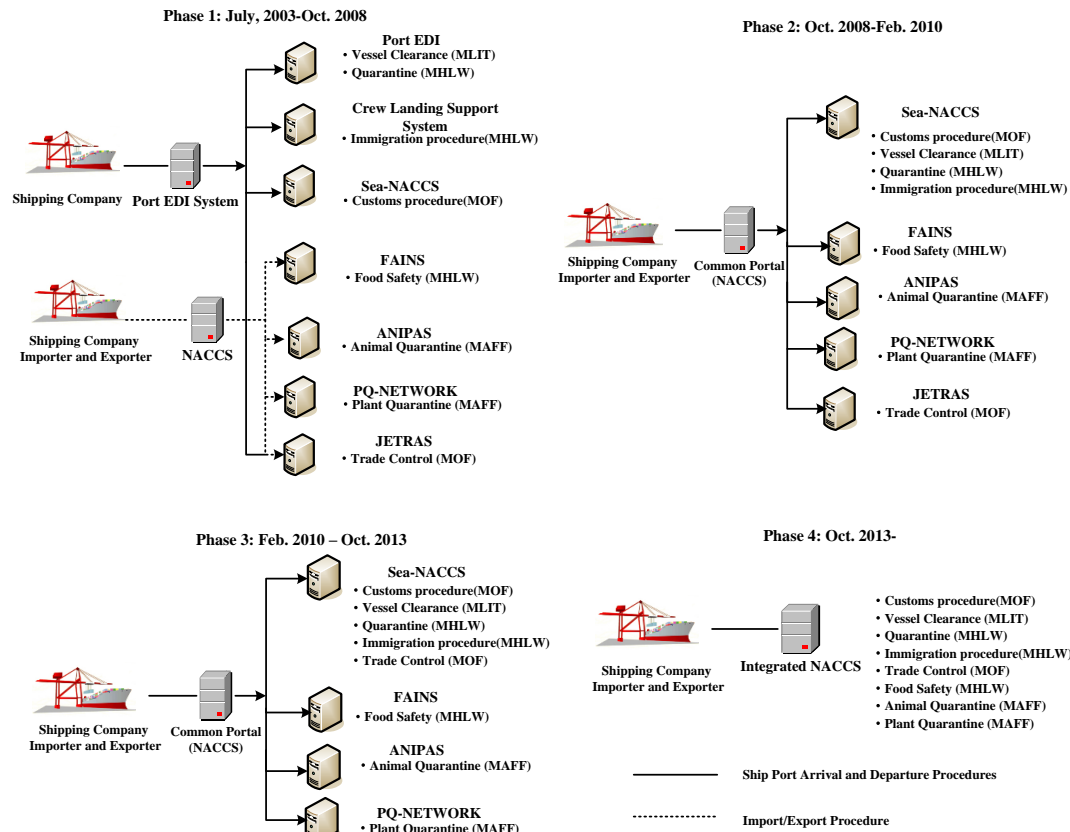 Phase 1: July, 2003-Oct. 2008
Port EDI
・Vessel Clearance (MLIT)
・Quarantine (MHLW)
Crew Landing Support
System
・Immigration procedure(MHLW)
Shipping Company
Port EDI System
Sea-NACCS
・Customs procedure(MOF)
FAINS
・Food Safety (MHLW)
Shipping Company
Importer and Exporter
NACCS
ANIPAS
・Animal Quarantine (MAFF)
PQ-NETWORK
・Plant Quarantine (MAFF)
JETRAS
・Trade Control (MOF)
Phase 2: Oct. 2008-Feb. 2010
Sea-NACCS
・Customs procedure(MOF)
・Vessel Clearance (MLIT)
・Quarantine (MHLW)
・Immigration procedure(MHLW)
Shipping Company
Importer and Exporter
Common Portal
(NACCS)
FAINS
・Food Safety (MHLW)
ANIPAS
・Animal Quarantine (MAFF)
PQ-NETWORK
・Plant Quarantine (MAFF)
JETRAS
・Trade Control (MOF)
Phase 3: Feb. 2010 – Oct. 2013
Sea-NACCS
・Customs procedure(MOF)
・Vessel Clearance (MLIT)
・Quarantine (MHLW)
・Immigration procedure(MHLW)
・Trade Control (MOF)
Shipping Company
Importer and Exporter
Common Portal
(NACCS)
FAINS
・Food Safety (MHLW)
ANIPAS
・Animal Quarantine (MAFF)
PQ-NETWORK
・Plant Quarantine (MAFF)
Phase 4: Oct. 2013-
Shipping Company
Importer and Exporter
Integrated NACCS
・Customs procedure(MOF)
・Vessel Clearance (MLIT)
・Quarantine (MHLW)
・Immigration procedure(MHLW)
・Trade Control (MOF)
・Food Safety (MHLW)
・Animal Quarantine (MAFF)
・Plant Quarantine (MAFF)
Ship Port Arrival and Departure Procedures
Import/Export Procedure